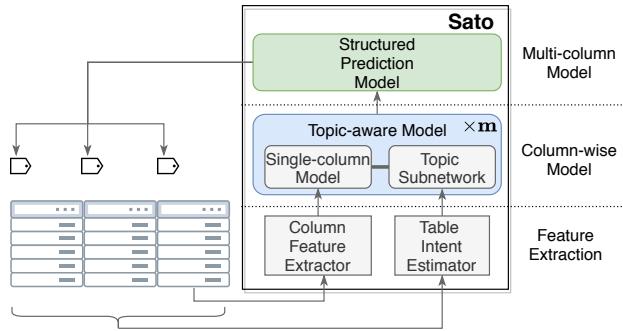 Sato
Structured
Prediction
Model
Multi-column
Model
Topic-aware Model
×m
Single-column
Model
Topic
Subnetwork
Column-wise
Model
Column
Feature
Extractor
Table
Intent
Estimator
Feature
Extraction